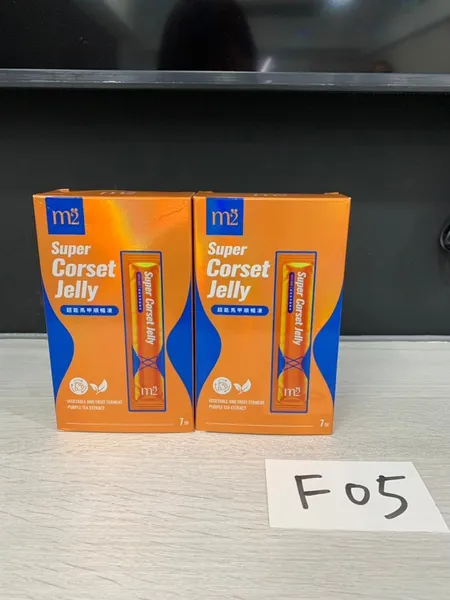 m2
Super
Corset
Jelly
超能馬甲順暢凍
Super Corset Jelly
m2
VEGETABLE AND FRUIT FERMENT
PURPLE TEA EXTRACT
m2
Super
Corset
Jelly
超能馬甲順暢凍
Super Corset Jelly
m2
VEGETABLE AND FRUIT FERMENT
PURPLE TEA EXTRACT
F05